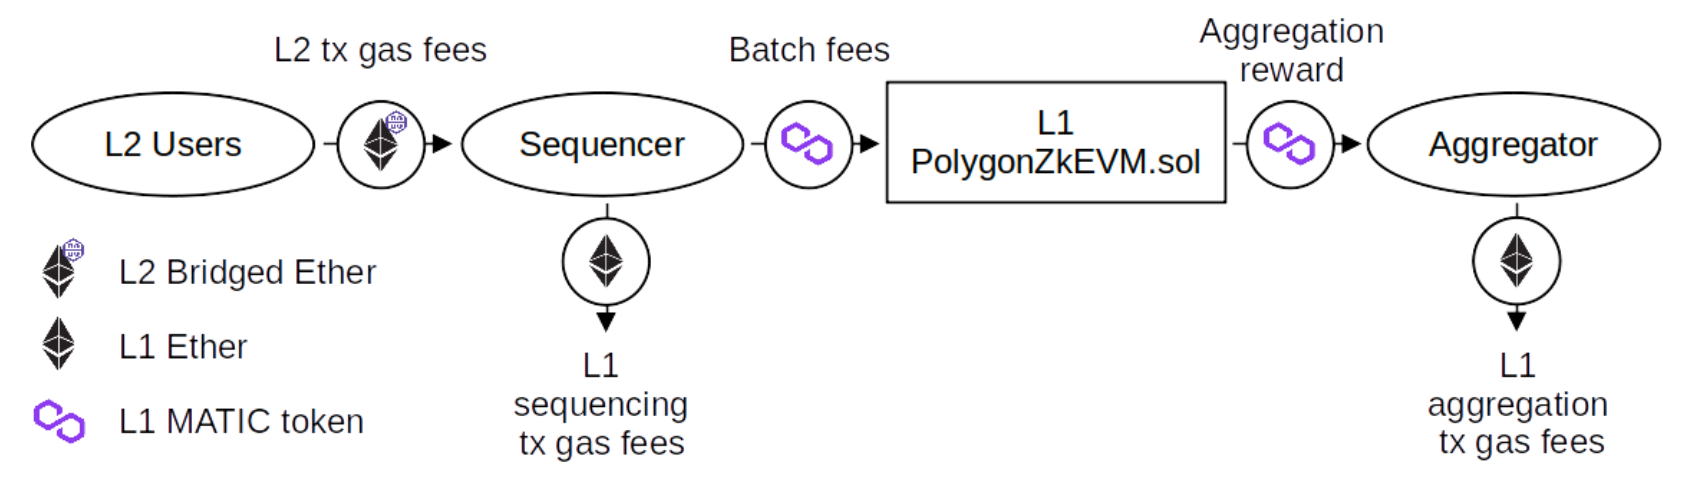 L2 tx gas fees
Batch fees
Aggregation
reward
L2 Users
Sequencer
L1
PolygonZkEVM.sol
Aggregator
L2 Bridged Ether
L1 Ether
L1 MATIC token
L1
sequencing
tx gas fees
L1
aggregation
tx gas fees